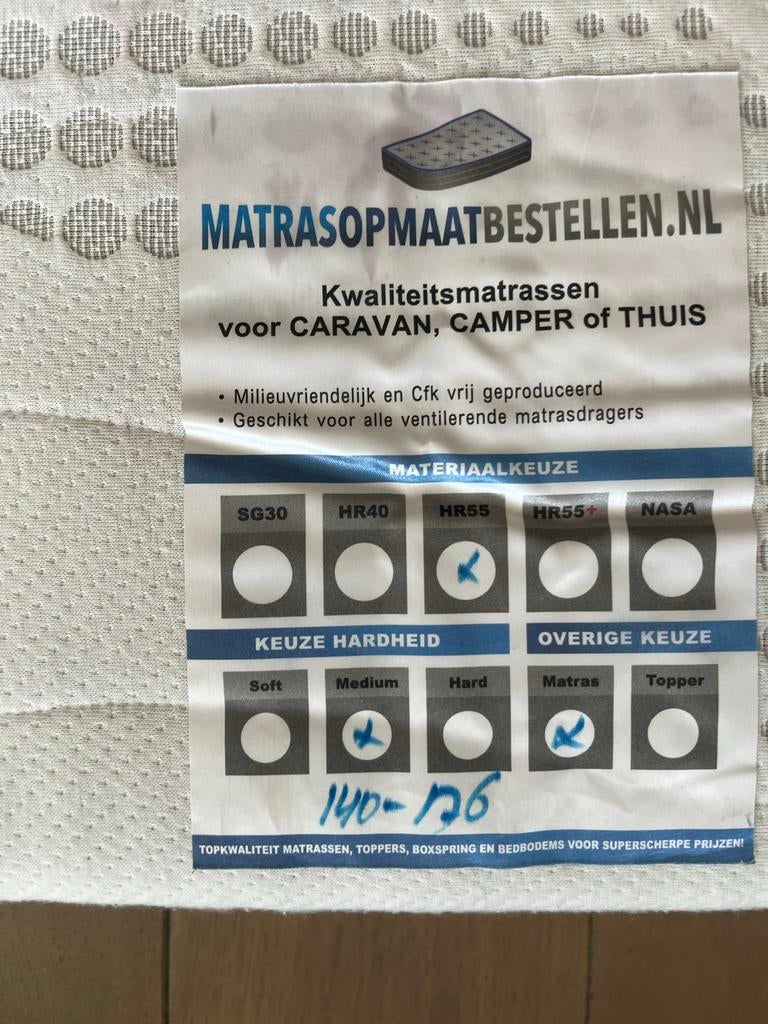 MATRASOPMAATBESTELLEN.NL
Kwaliteitsmatrassen
voor CARAVAN, CAMPER of THUIS
• Milieuvriendelijk en Cfk vrij geproduceerd
• Geschikt voor alle ventilerende matrasdragers
MATERIAALKEUZE
SG30 HR40 HR55 HR55+ NASA
KEUZE HARDHEID OVERIGE KEUZE
Soft Medium Hard Matras Topper
140-176
TOPKWALITEIT MATRASSEN, TOPPERS, BOXSPRING EN BEDBODEMS VOOR SUPERSCHERPE PRIJZEN!